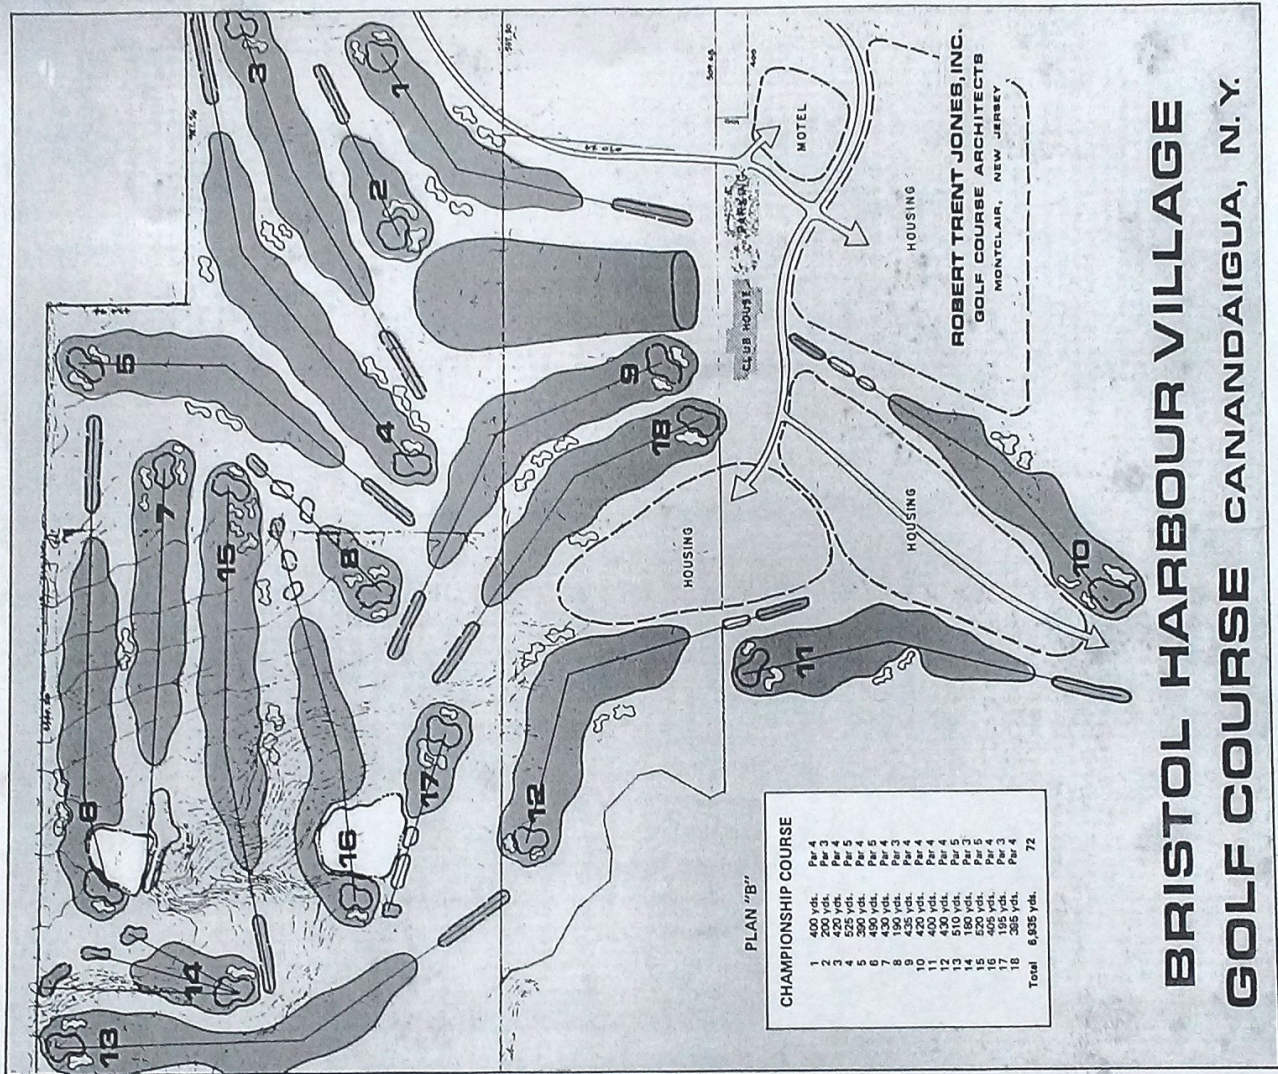 BRISTOL HARBOUR VILLAGE
GOLF COURSE CANANDAIGUA, N.Y.
ROBERT TRENT JONES, INC.
GOLF COURSE ARCHITECTS
MONTCLAIR, NEW JERSEY
PLAN "B"
CHAMPIONSHIP COURSE
1 400 yds. Par 4
2 200 yds. Par 3
3 420 yds. Par 4
4 525 yds. Par 5
5 390 yds. Par 4
6 490 yds. Par 5
7 430 yds. Par 4
8 190 yds. Par 3
9 435 yds. Par 4
10 420 yds. Par 4
11 400 yds. Par 4
12 430 yds. Par 4
13 510 yds. Par 5
14 180 yds. Par 3
15 520 yds. Par 5
16 405 yds. Par 4
17 195 yds. Par 3
18 395 yds. Par 4
Total 6,935 yds. 72
13
14
6
16
17
12
15
7
8
5
4
18
9
3
2
1
11
10
HOUSING
HOUSING
HOUSING
CLUB HOUSE
PARKING
MOTEL